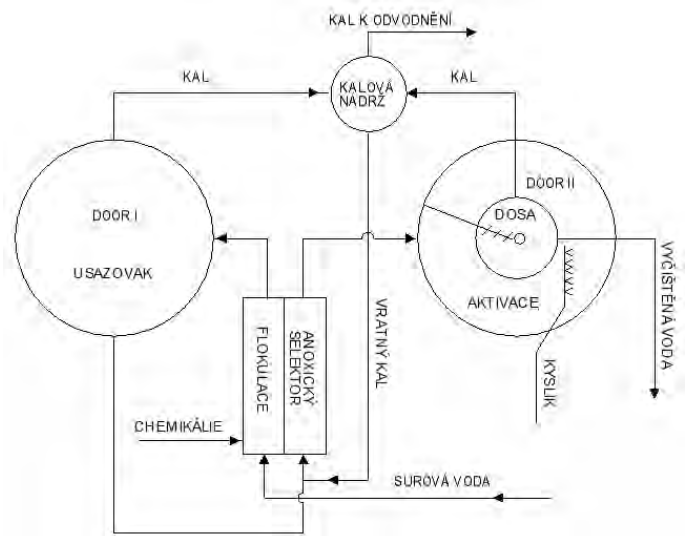 KAL K ODVODNĚNÍ
KAL
KALOVÁ
NÁDRŽ
KAL
DOOR I
USAZOVÁK
DOOR II
DOSA
AKTIVACE
FLOKULACE
ANOXICKÝ
SELEKTOR
VRATNÝ KAL
KYSLÍK
VYČIŠTĚNÁ VODA
CHEMIKÁLIE
SUROVÁ VODA